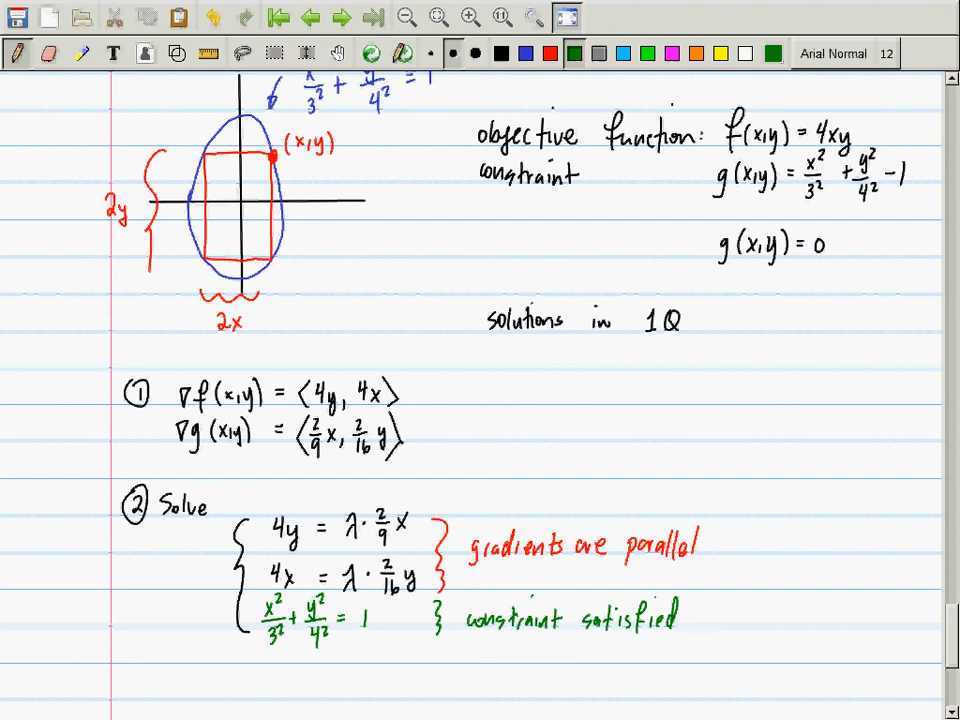 Arial Normal 12
x/3² + y/4² = 1
(x,y)
2y
2x
objective function: f(x,y) = 4xy
constraint g(x,y) = x²/3² + y²/4² - 1
g(x,y) = 0
solutions in 1Q
① ∇f(x,y) = ⟨4y, 4x⟩
∇g(x,y) = ⟨2/9 x, 2/16 y⟩
② Solve
4y = λ · 2/9 x
4x = λ · 2/16 y
gradients are parallel
x²/3² + y²/4² = 1
constraint satisfied